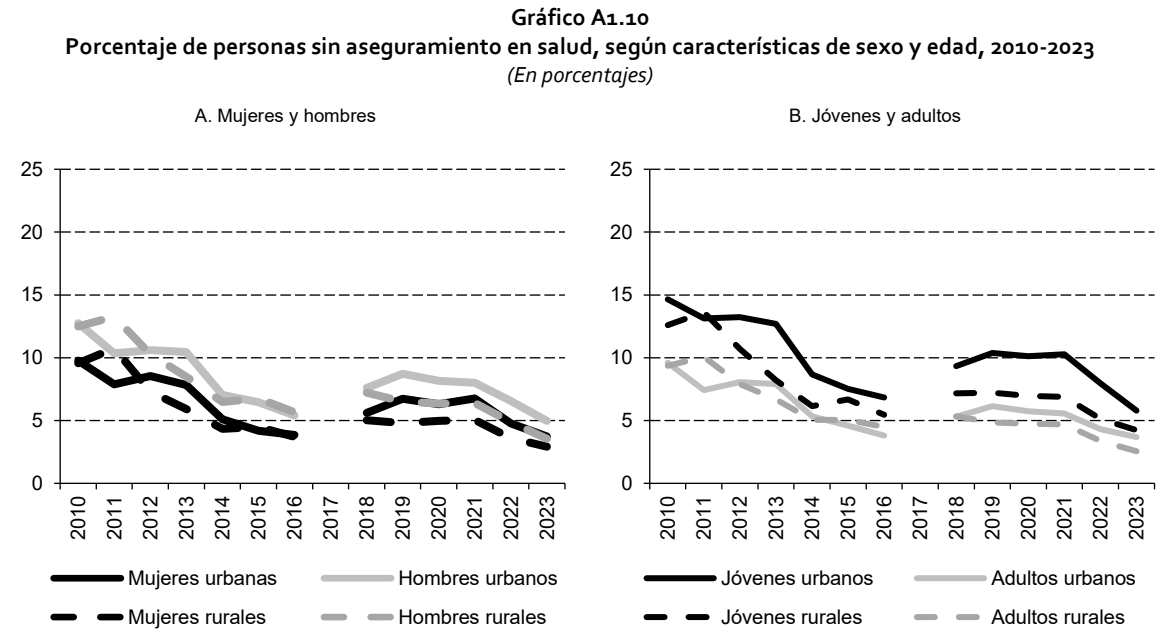 Gráfico A1.10
Porcentaje de personas sin aseguramiento en salud, según características de sexo y edad, 2010-2023
(En porcentajes)
A. Mujeres y hombres
25
20
15
10
5
0
2010 2011 2012 2013 2014 2015 2016 2017 2018 2019 2020 2021 2022 2023
Mujeres urbanas Hombres urbanos
Mujeres rurales Hombres rurales
B. Jóvenes y adultos
25
20
15
10
5
0
2010 2011 2012 2013 2014 2015 2016 2017 2018 2019 2020 2021 2022 2023
Jóvenes urbanos Adultos urbanos
Jóvenes rurales Adultos rurales